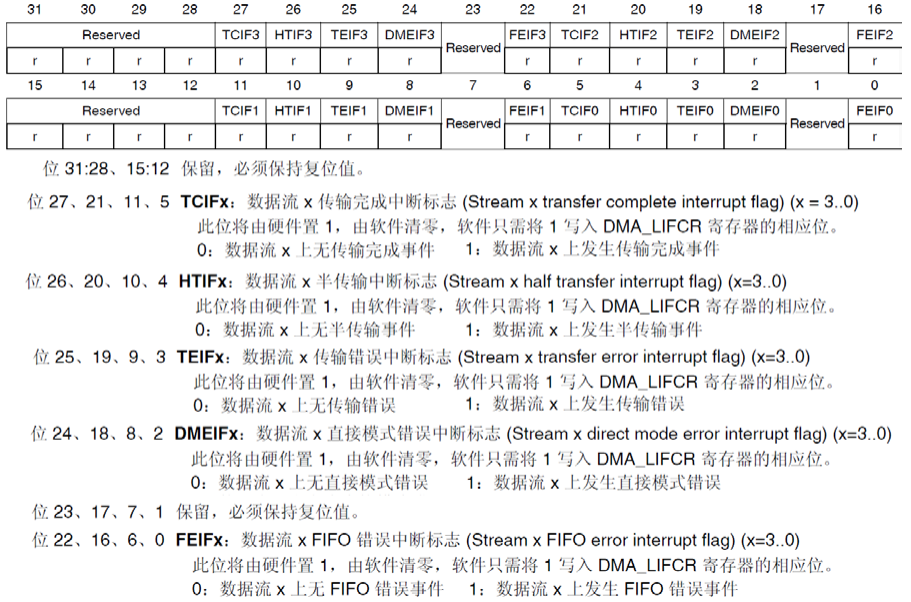 31 30 29 28 27 26 25 24 23 22 21 20 19 18 17 16
Reserved TCIF3 HTIF3 TEIF3 DMEIF3 Reserved FEIF3 TCIF2 HTIF2 TEIF2 DMEIF2 Reserved FEIF2
r r r r r r r r r r r r r r
15 14 13 12 11 10 9 8 7 6 5 4 3 2 1 0
Reserved TCIF1 HTIF1 TEIF1 DMEIF1 Reserved FEIF1 TCIF0 HTIF0 TEIF0 DMEIF0 Reserved FEIF0
r r r r r r r r r r r r r r
位 31:28、15:12 保留，必须保持复位值。
位 27、21、11、5 TCIFx：数据流 x 传输完成中断标志 (Stream x transfer complete interrupt flag) (x = 3..0)
此位将由硬件置 1，由软件清零，软件只需将 1 写入 DMA_LIFCR 寄存器的相应位。
0：数据流 x 上无传输完成事件 1：数据流 x 上发生传输完成事件
位 26、20、10、4 HTIFx：数据流 x 半传输中断标志 (Stream x half transfer interrupt flag) (x=3..0)
此位将由硬件置 1，由软件清零，软件只需将 1 写入 DMA_LIFCR 寄存器的相应位。
0：数据流 x 上无半传输事件 1：数据流 x 上发生半传输事件
位 25、19、9、3 TEIFx：数据流 x 传输错误中断标志 (Stream x transfer error interrupt flag) (x=3..0)
此位将由硬件置 1，由软件清零，软件只需将 1 写入 DMA_LIFCR 寄存器的相应位。
0：数据流 x 上无传输错误 1：数据流 x 上发生传输错误
位 24、18、8、2 DMEIFx：数据流 x 直接模式错误中断标志 (Stream x direct mode error interrupt flag) (x=3..0)
此位将由硬件置 1，由软件清零，软件只需将 1 写入 DMA_LIFCR 寄存器的相应位。
0：数据流 x 上无直接模式错误 1：数据流 x 上发生直接模式错误
位 23、17、7、1 保留，必须保持复位值。
位 22、16、6、0 FEIFx：数据流 x FIFO 错误中断标志 (Stream x FIFO error interrupt flag) (x=3..0)
此位将由硬件置 1，由软件清零，软件只需将 1 写入 DMA_LIFCR 寄存器的相应位。
0：数据流 x 上无 FIFO 错误事件 1：数据流 x 上发生 FIFO 错误事件